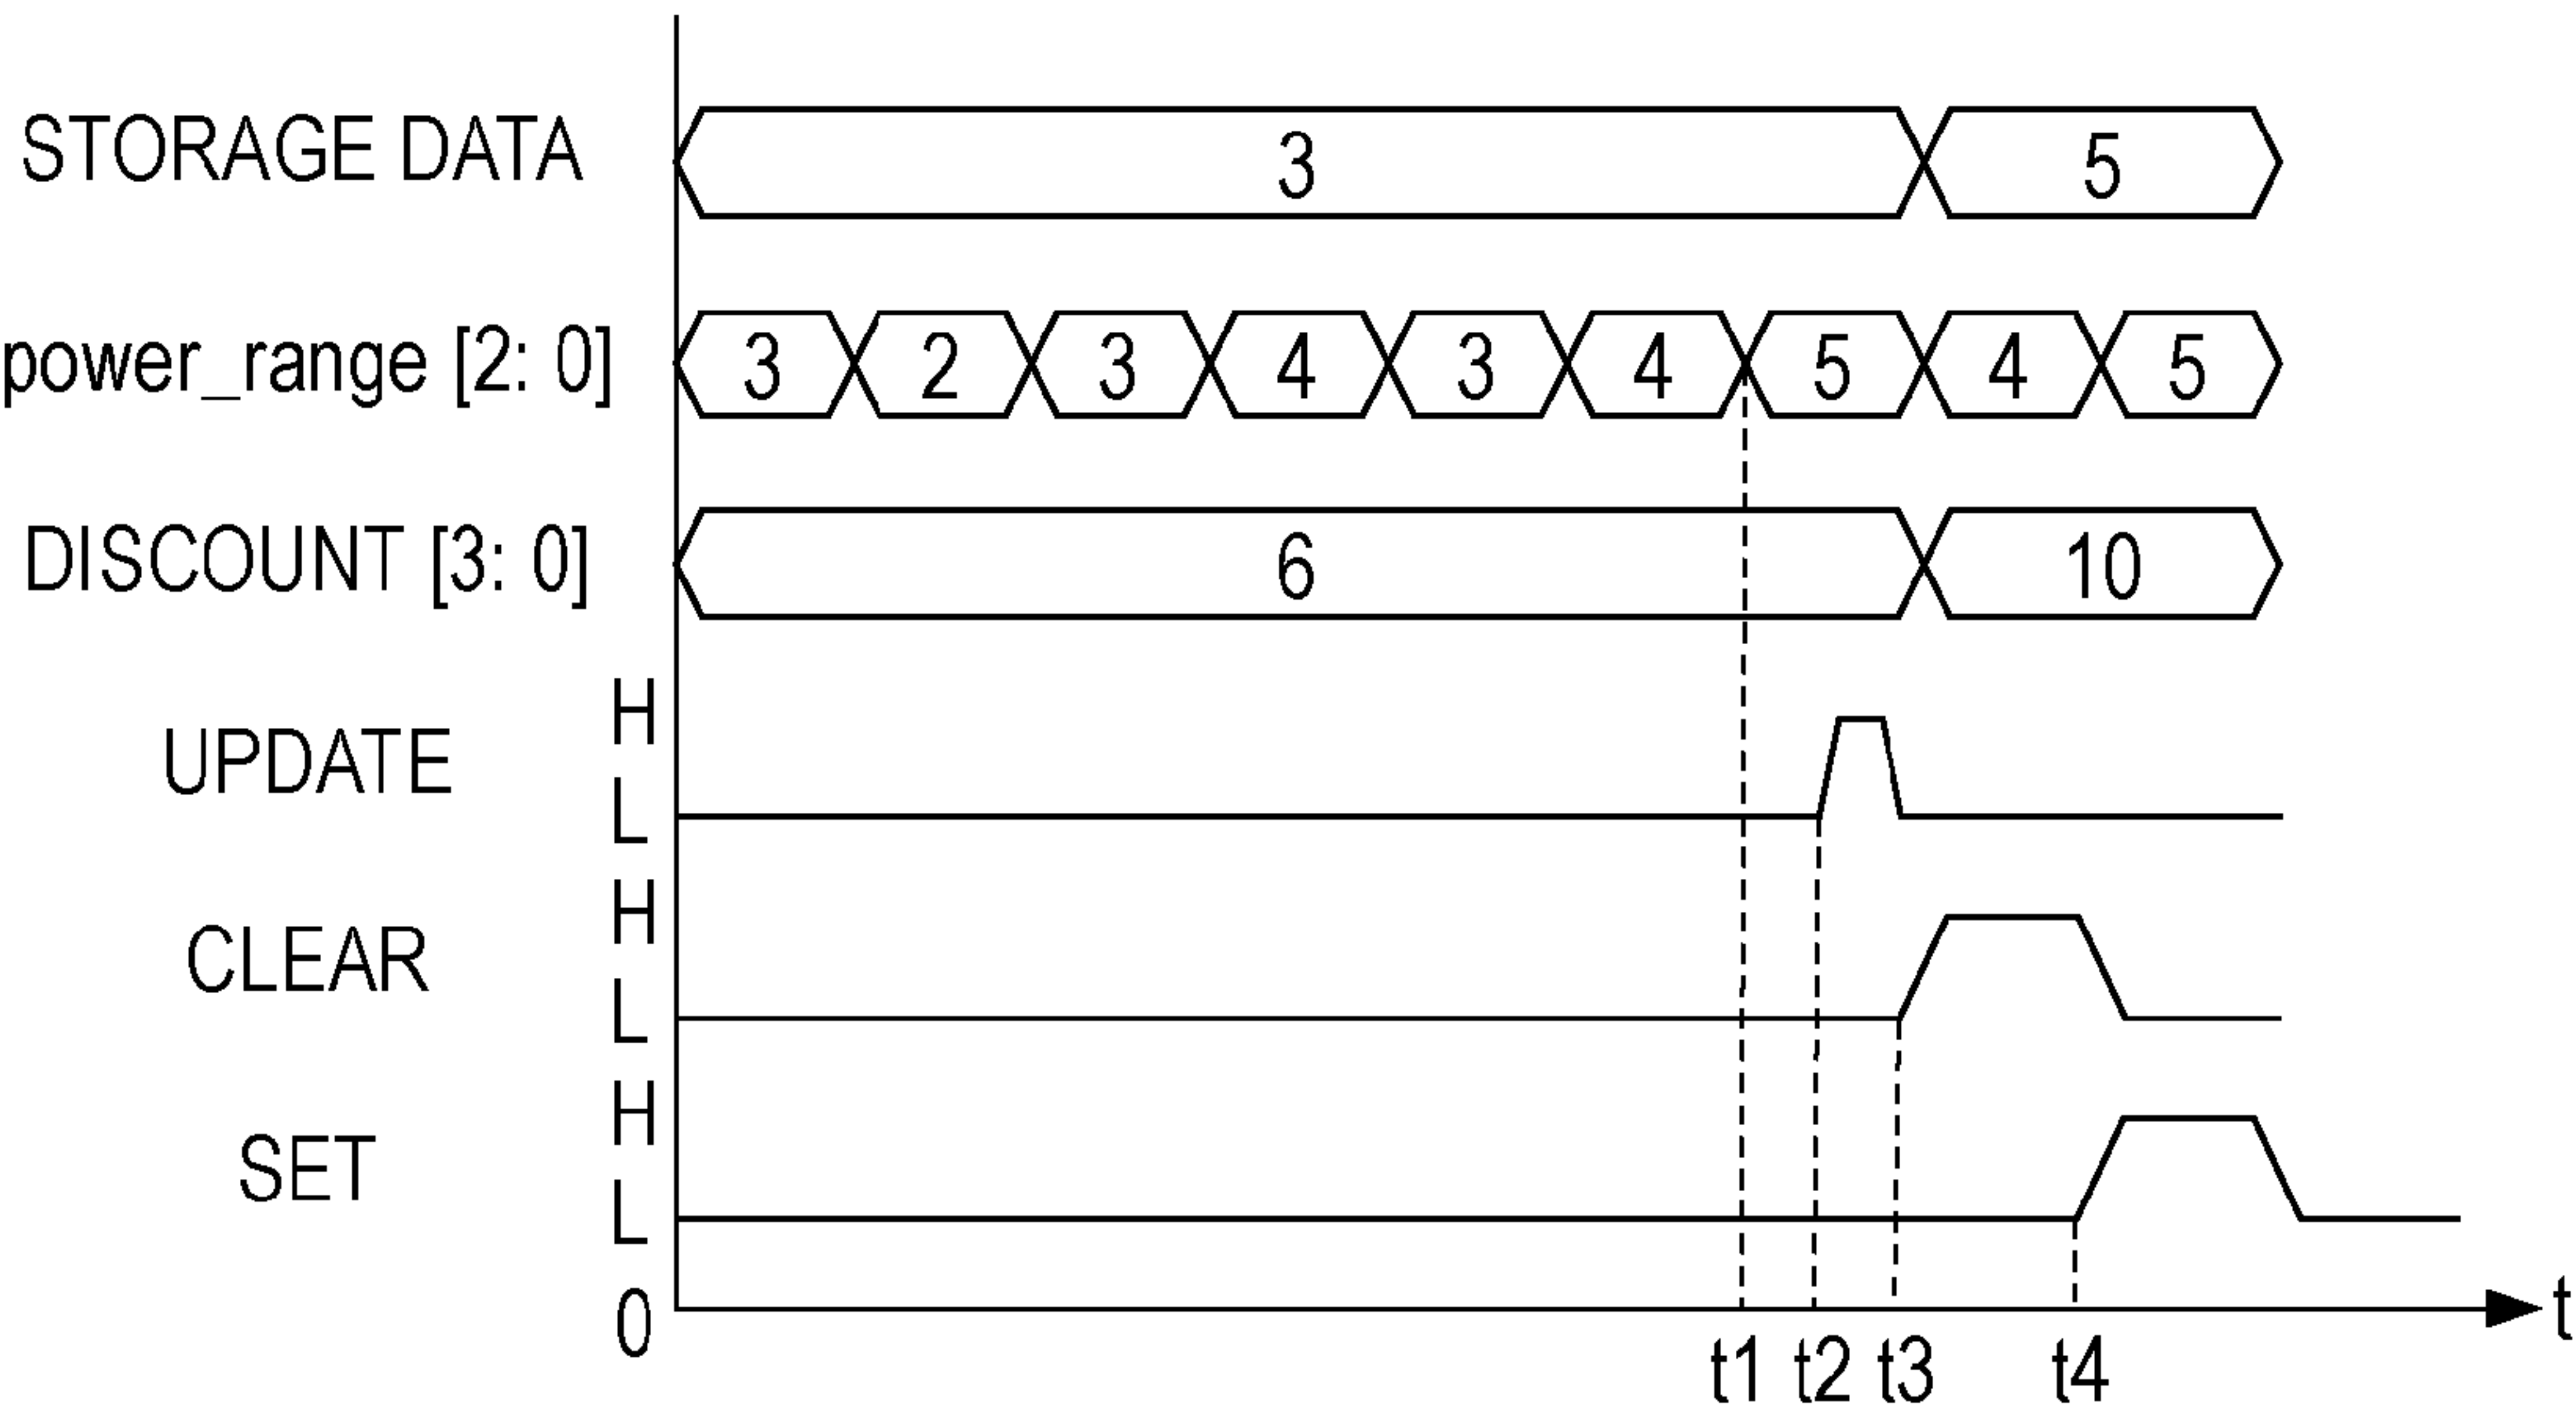 STORAGE DATA 3 5
power_range [2: 0] 3 2 3 4 3 4 5 4 5
DISCOUNT [3: 0] 6 10
H
UPDATE
L
H
CLEAR
L
H
SET
L
0 t
t1 t2 t3 t4